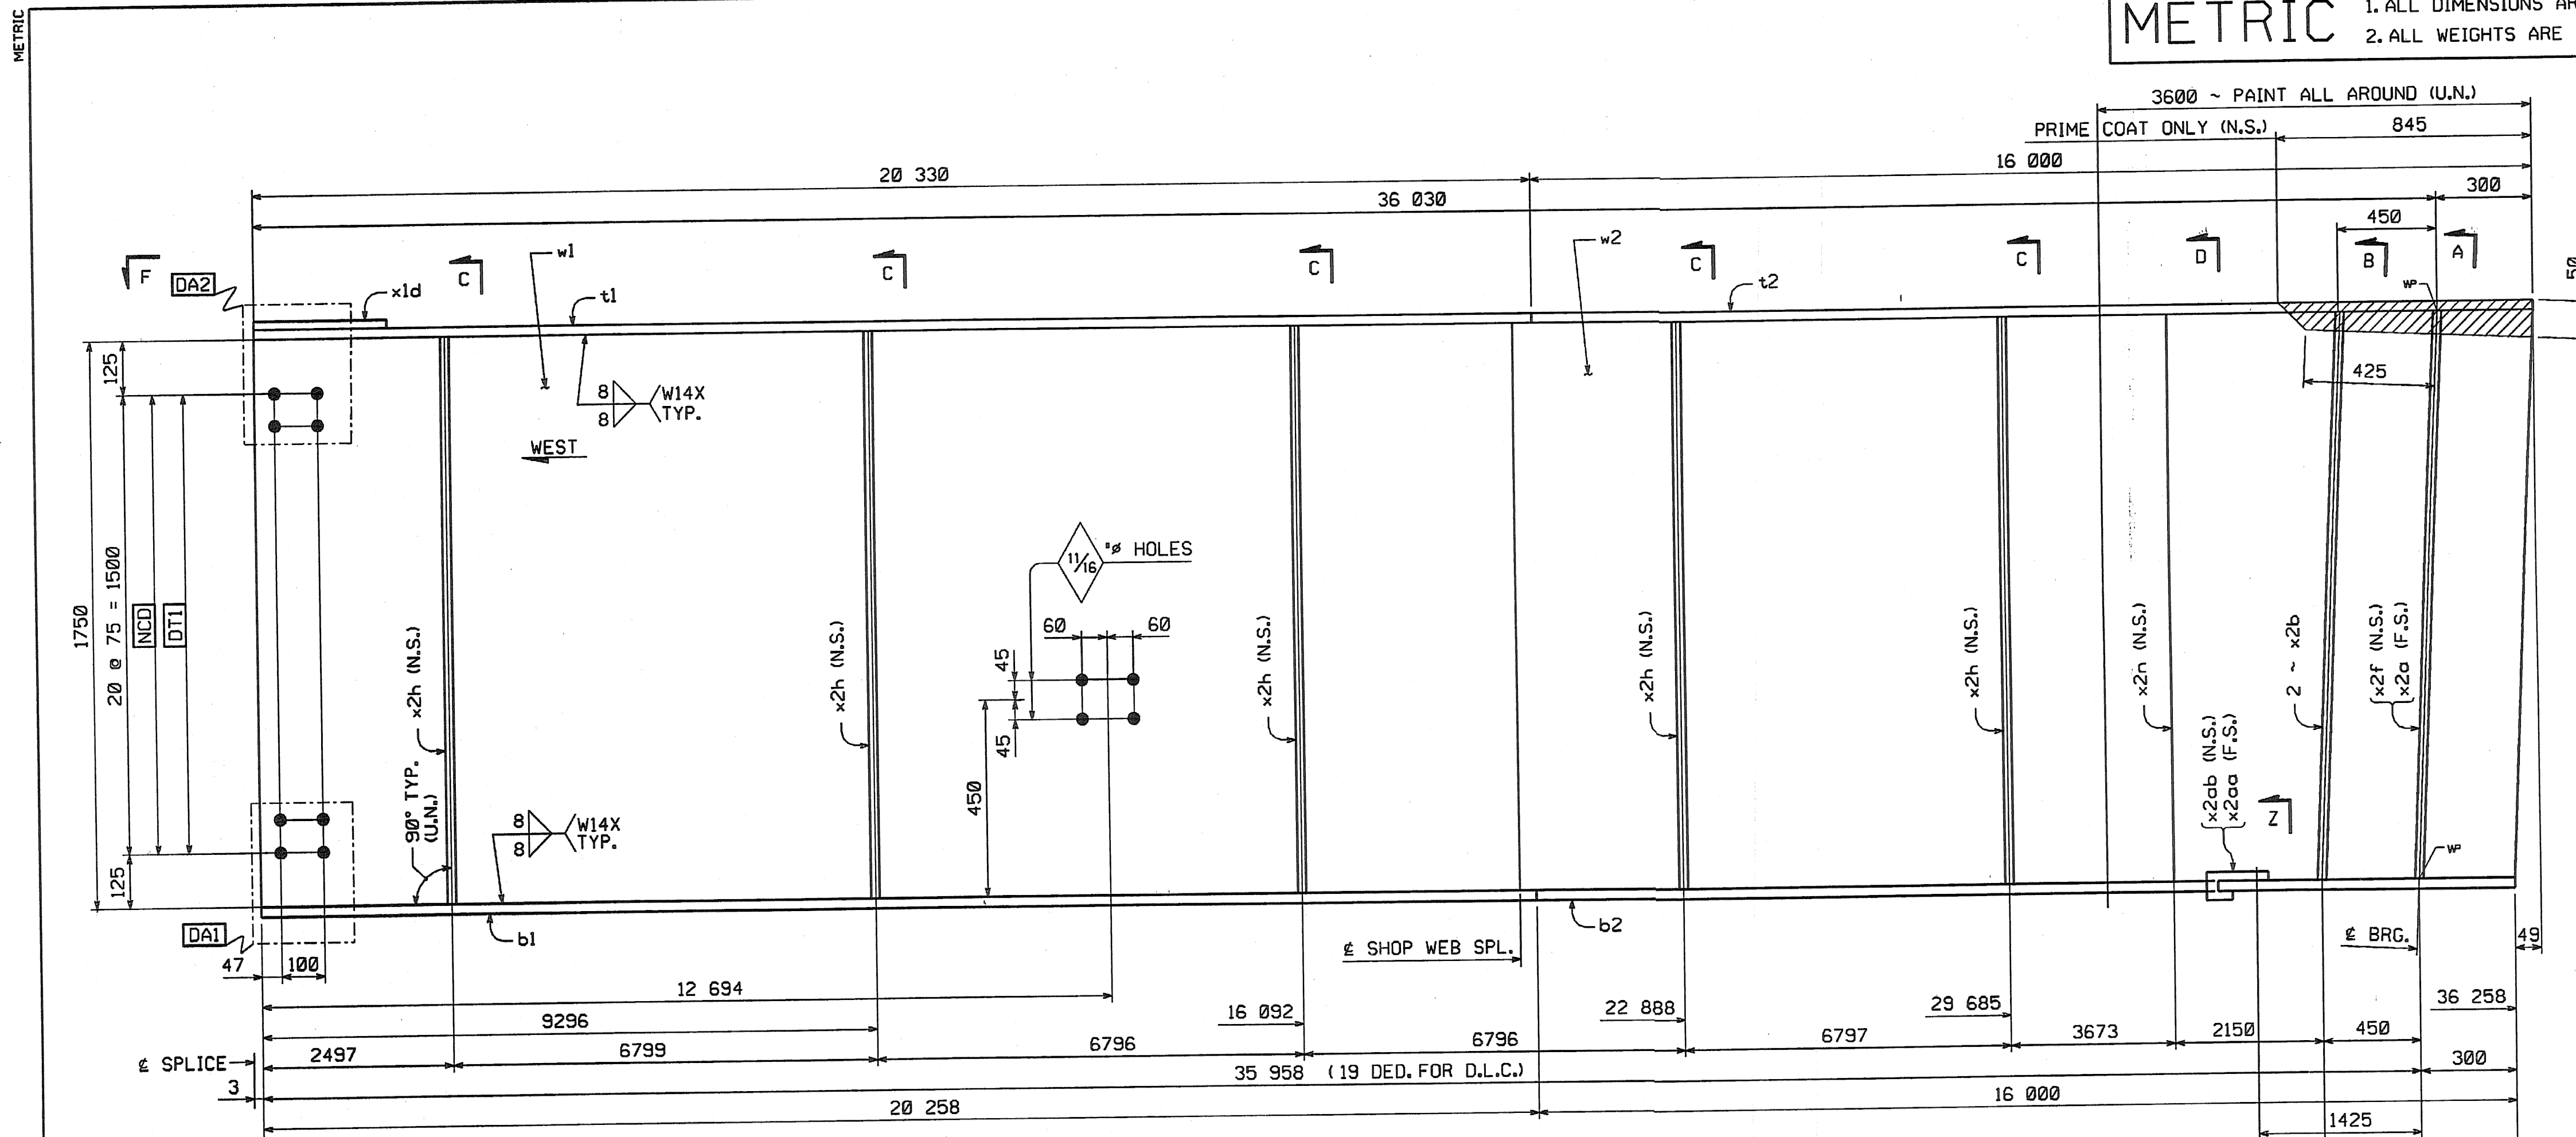 METRIC
METRIC
1. ALL DIMENSIONS AR
2. ALL WEIGHTS ARE
3600 ~ PAINT ALL AROUND (U.N.)
PRIME COAT ONLY (N.S.)
845
20 330
16 000
36 030
300
450
F
DA2
x1d
C
w1
t1
C
C
w2
C
t2
C
D
B
A
WP
50
125
8
8
W14X
TYP.
WEST
425
1750
20 @ 75 = 1500
NCD
DT1
11/16
"ø HOLES
60
60
45
45
450
x2h (N.S.)
x2h (N.S.)
x2h (N.S.)
x2h (N.S.)
x2h (N.S.)
x2n (N.S.)
2 ~ x2b
x2f (N.S.)
x2a (F.S.)
90° TYP.
(U.N.)
8
8
W14X
TYP.
x2ab (N.S.)
x2aa (F.S.)
Z
WP
125
DA1
b1
b2
℄ SHOP WEB SPL.
℄ BRG.
49
47
100
12 694
9296
16 092
22 888
29 685
36 258
℄ SPLICE
2497
6799
6796
6796
6797
3673
2150
450
3
35 958 (19 DED. FOR D.L.C.)
300
20 258
16 000
1425